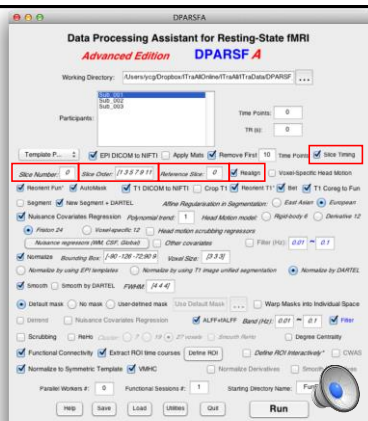 DPARSFA
Data Processing Assistant for Resting-State fMRI
Advanced Edition DPARSF A
Working Directory: /Users/ycg/Dropbox/ITraAllOnline/ITraAll/ITraData/DPARSF ...
Participants: Sub_001
Sub_002
Sub_003
Time Points: 0
TR (s): 0
Template P... EPI DICOM to NIFTI Apply Mats Remove First 10 Time Points Slice Timing
Slice Number: 0 Slice Order: [1 3 5 7 9 11 Reference Slice: 0 Realign Voxel-Specific Head Motion
Reorient Fun* AutoMask T1 DICOM to NIFTI Crop T1 Reorient T1* Bet T1 Coreg to Fun
Segment New Segment + DARTEL Affine Regularisation in Segmentation: East Asian European
Nuisance Covariates Regression Polynomial trend: 1 Head Motion model: Rigid-body 6 Derivative 12
Friston 24 Voxel-specific 12 Head motion scrubbing regressors
Nuisance regressors (WM, CSF, Global) Other covariates Filter (Hz): 0.01 ~ 0.1
Normalize Bounding Box: [-90 -126 -72;90 9 Voxel Size: [3 3 3]
Normalize by using EPI templates Normalize by using T1 image unified segmentation Normalize by DARTEL
Smooth Smooth by DARTEL FWHM: [4 4 4]
Default mask No mask User-defined mask Use Default Mask ... Warp Masks into Individual Space
Detrend Nuisance Covariates Regression ALFF+fALFF Band (Hz): 0.01 ~ 0.1 Filter
Scrubbing ReHo Cluster: 7 19 27 voxels Smooth ReHo Degree Centrality
Functional Connectivity Extract ROI time courses Define ROI Define ROI Interactively* CWAS
Normalize to Symmetric Template VMHC Normalize Derivatives Smooth
Parallel Workers #: 0 Functional Sessions #: 1 Starting Directory Name: Fun
Help Save Load Utilities Quit Run